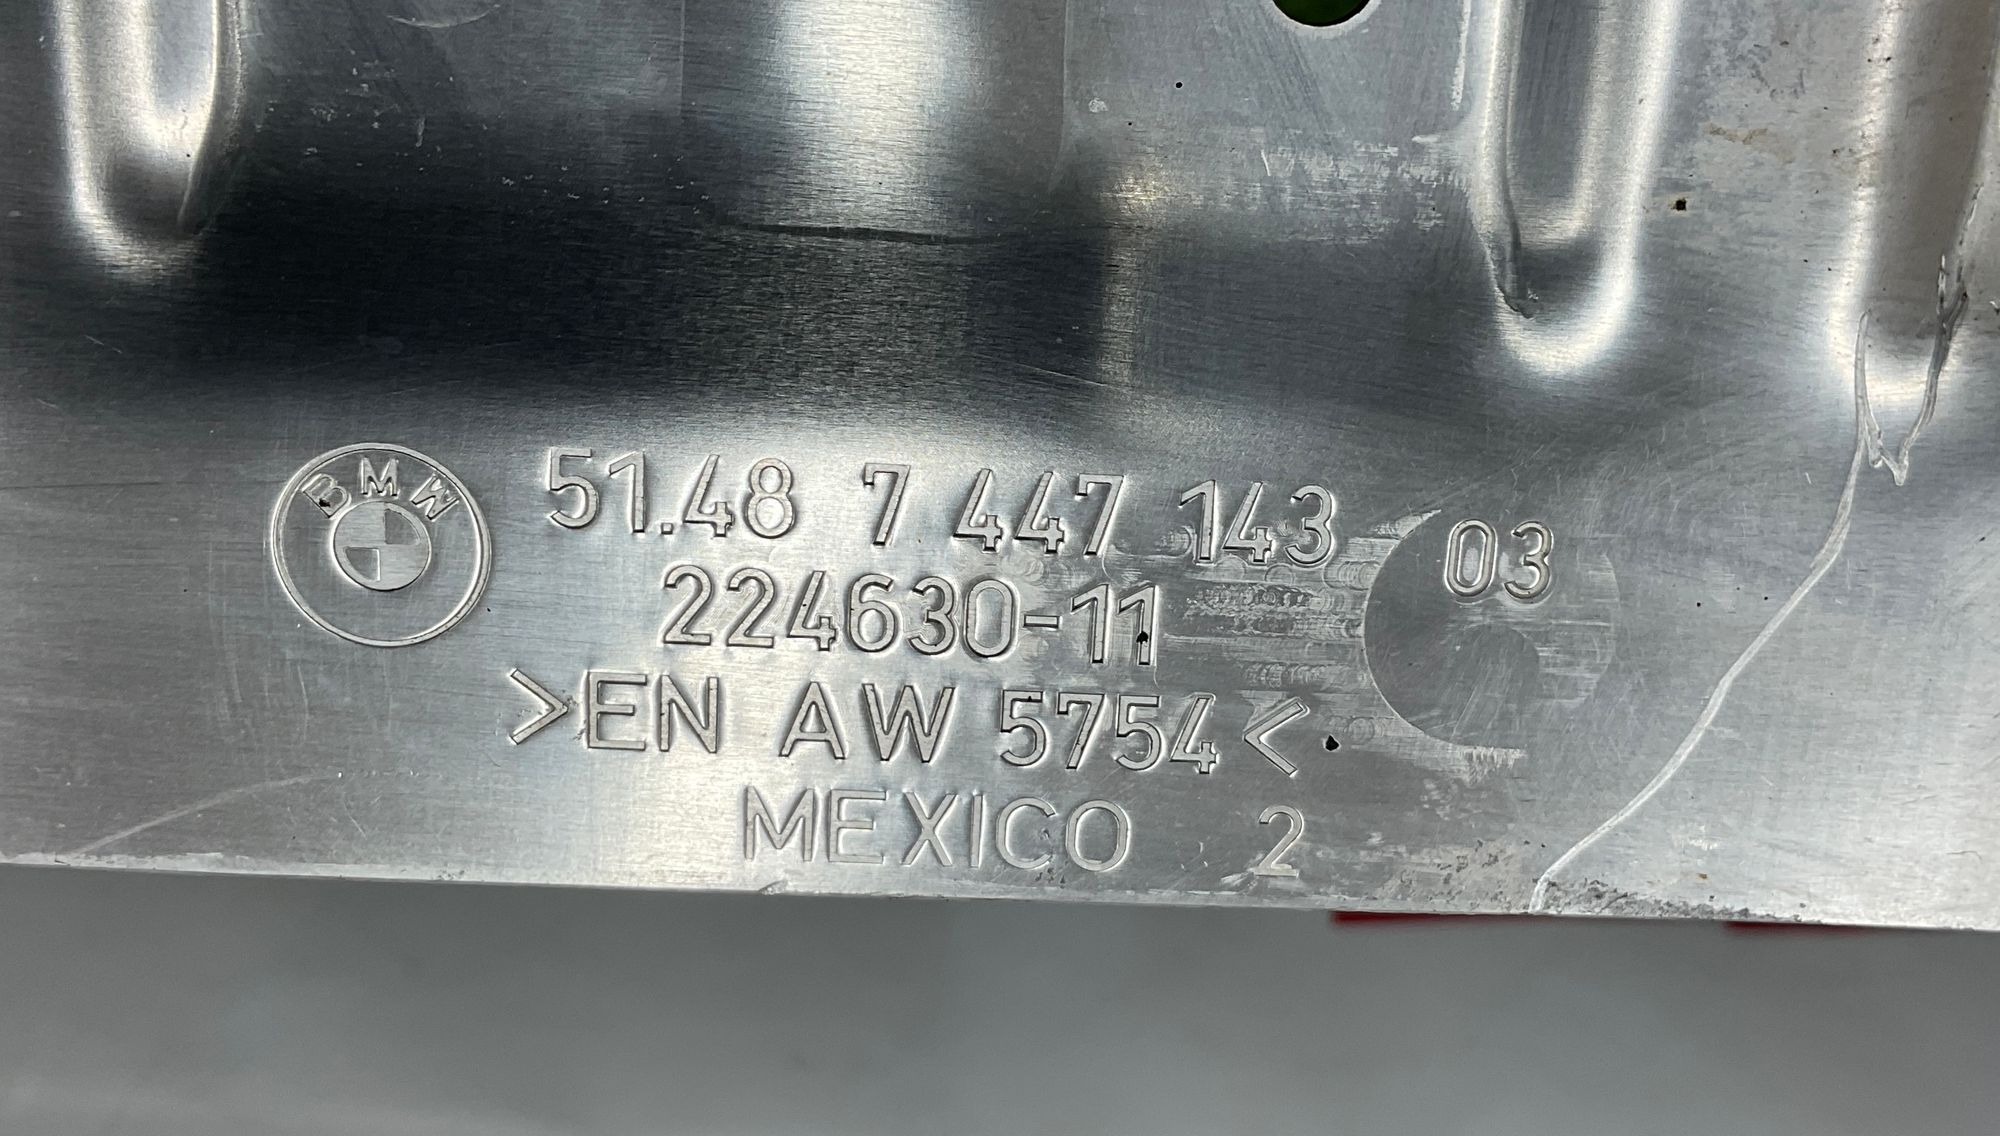 BMW
51.48 7 447 143 03
224630-11
>EN AW 5754<
MEXICO 2